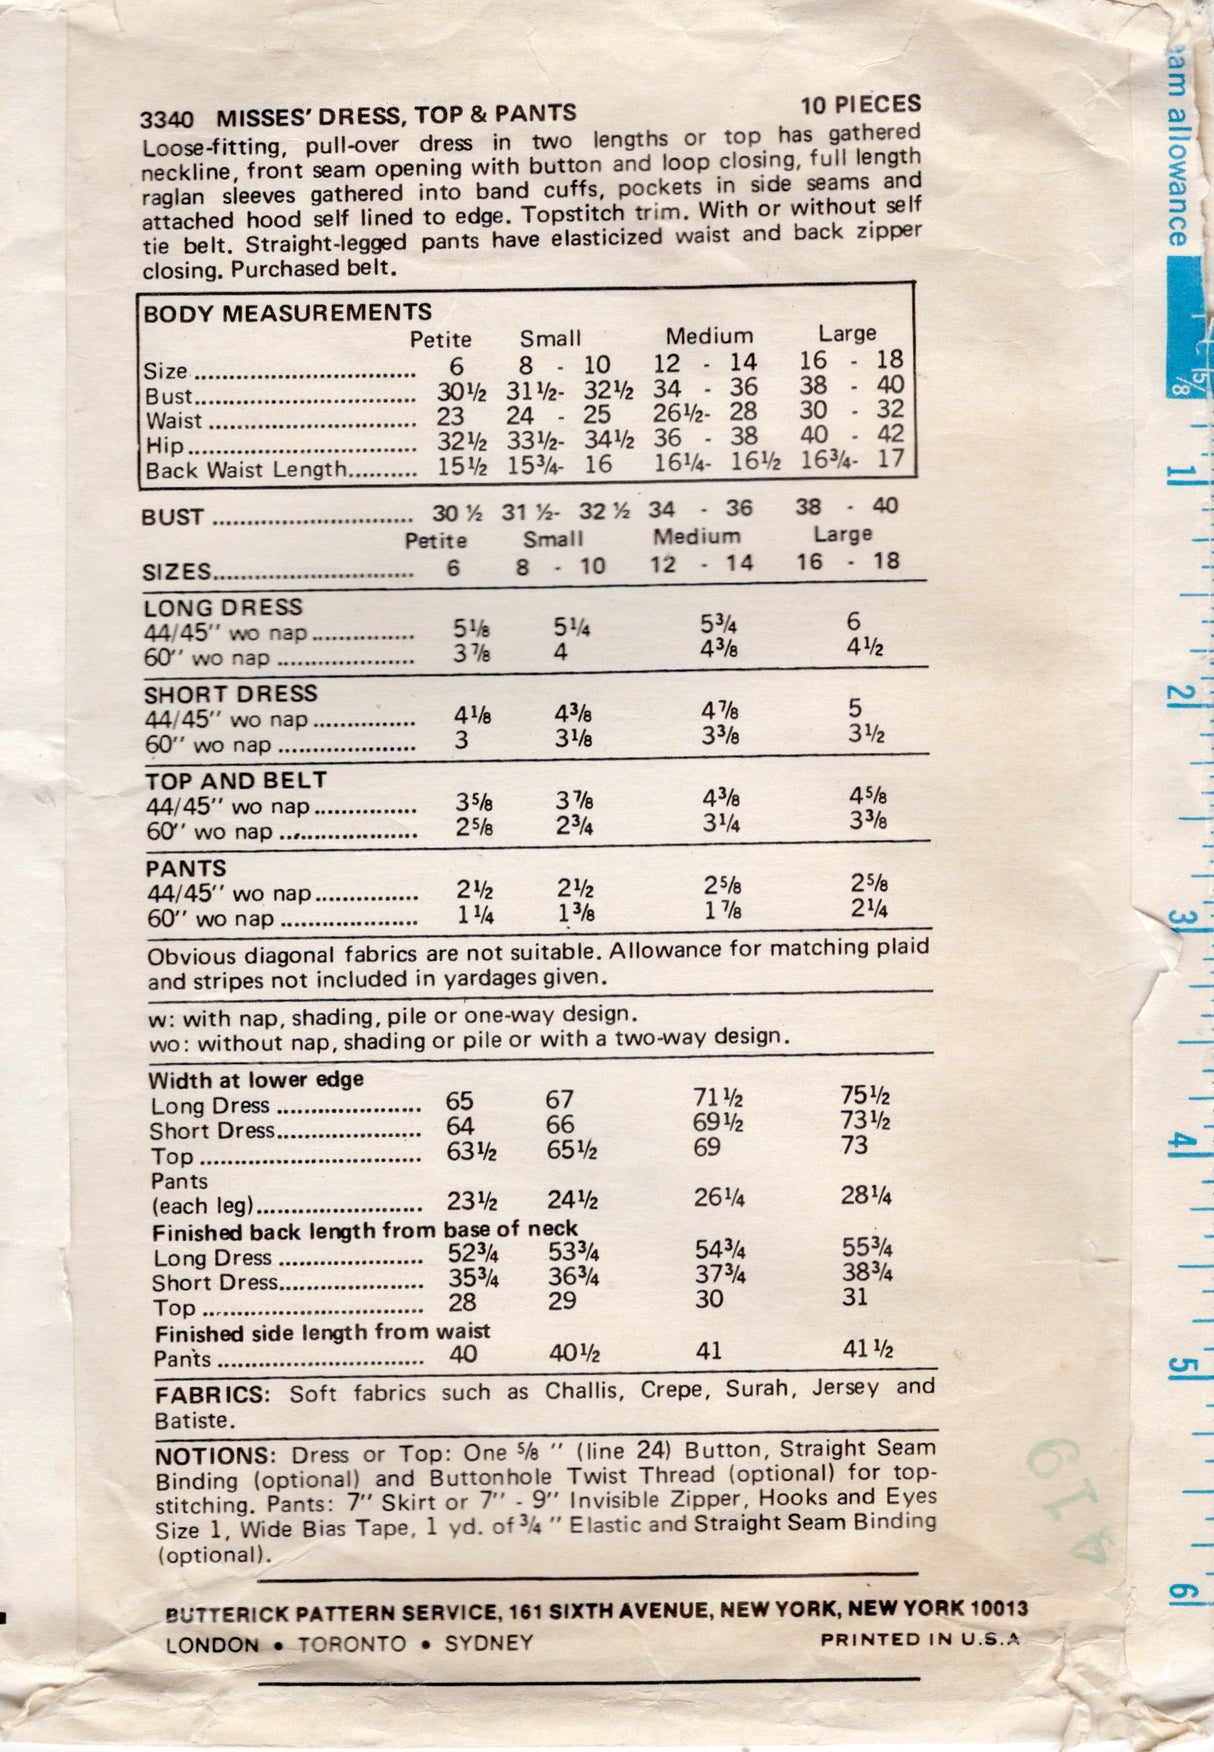 3340 MISSES' DRESS, TOP & PANTS 10 PIECES
Loose-fitting, pull-over dress in two lengths or top has gathered
neckline, front seam opening with button and loop closing, full length
raglan sleeves gathered into band cuffs, pockets in side seams and
attached hood self lined to edge. Topstitch trim. With or without self
tie belt. Straight-legged pants have elasticized waist and back zipper
closing. Purchased belt.
BODY MEASUREMENTS
Petite Small Medium Large
Size ................................ 6 8 - 10 12 - 14 16 - 18
Bust................................ 30½ 31½- 32½ 34 - 36 38 - 40
Waist .............................. 23 24 - 25 26½- 28 30 - 32
Hip................................. 32½ 33½- 34½ 36 - 38 40 - 42
Back Waist Length.......... 15½ 15¾- 16 16¼- 16½ 16¾- 17
BUST ............................. 30 ½ 31 ½- 32 ½ 34 - 36 38 - 40
Petite Small Medium Large
SIZES............................. 6 8 - 10 12 - 14 16 - 18
LONG DRESS
44/45'' wo nap ............... 5⅛ 5¼ 5¾ 6
60'' wo nap .................... 3⅞ 4 4⅜ 4½
SHORT DRESS
44/45'' wo nap ............... 4⅛ 4⅜ 4⅞ 5
60'' wo nap .................... 3 3⅛ 3⅜ 3½
TOP AND BELT
44/45'' wo nap ............... 3⅝ 3⅞ 4⅜ 4⅝
60'' wo nap .................... 2⅝ 2¾ 3¼ 3⅜
PANTS
44/45'' wo nap ............... 2½ 2½ 2⅝ 2⅝
60'' wo nap .................... 1¼ 1⅜ 1⅞ 2¼
Obvious diagonal fabrics are not suitable. Allowance for matching plaid
and stripes not included in yardages given.
w: with nap, shading, pile or one-way design.
wo: without nap, shading or pile or with a two-way design.
Width at lower edge
Long Dress ..................... 65 67 71½ 75½
Short Dress..................... 64 66 69½ 73½
Top ................................ 63½ 65½ 69 73
Pants
(each leg)........................ 23½ 24½ 26¼ 28¼
Finished back length from base of neck
Long Dress ..................... 52¾ 53¾ 54¾ 55¾
Short Dress..................... 35¾ 36¾ 37¾ 38¾
Top ................................ 28 29 30 31
Finished side length from waist
Pants .............................. 40 40½ 41 41½
FABRICS: Soft fabrics such as Challis, Crepe, Surah, Jersey and
Batiste.
NOTIONS: Dress or Top: One ⅝ '' (line 24) Button, Straight Seam
Binding (optional) and Buttonhole Twist Thread (optional) for top-
stitching. Pants: 7'' Skirt or 7'' - 9'' Invisible Zipper, Hooks and Eyes
Size 1, Wide Bias Tape, 1 yd. of ¾ '' Elastic and Straight Seam Binding
(optional).
BUTTERICK PATTERN SERVICE, 161 SIXTH AVENUE, NEW YORK, NEW YORK 10013
LONDON • TORONTO • SYDNEY PRINTED IN U.S.A
allowance
⅝
1
2
3
4
5
6